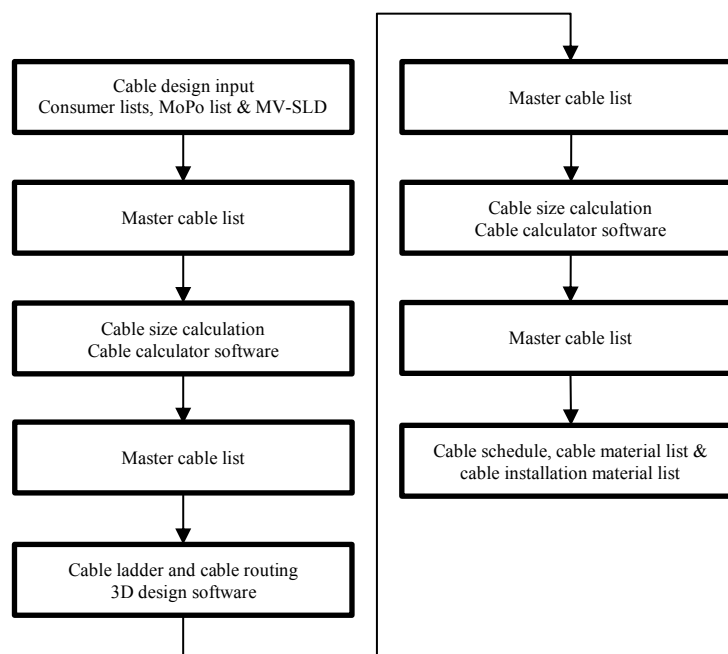 Cable design input
Consumer lists, MoPo list & MV-SLD
Master cable list
Cable size calculation
Cable calculator software
Master cable list
Cable ladder and cable routing
3D design software
Master cable list
Cable size calculation
Cable calculator software
Master cable list
Cable schedule, cable material list &
cable installation material list